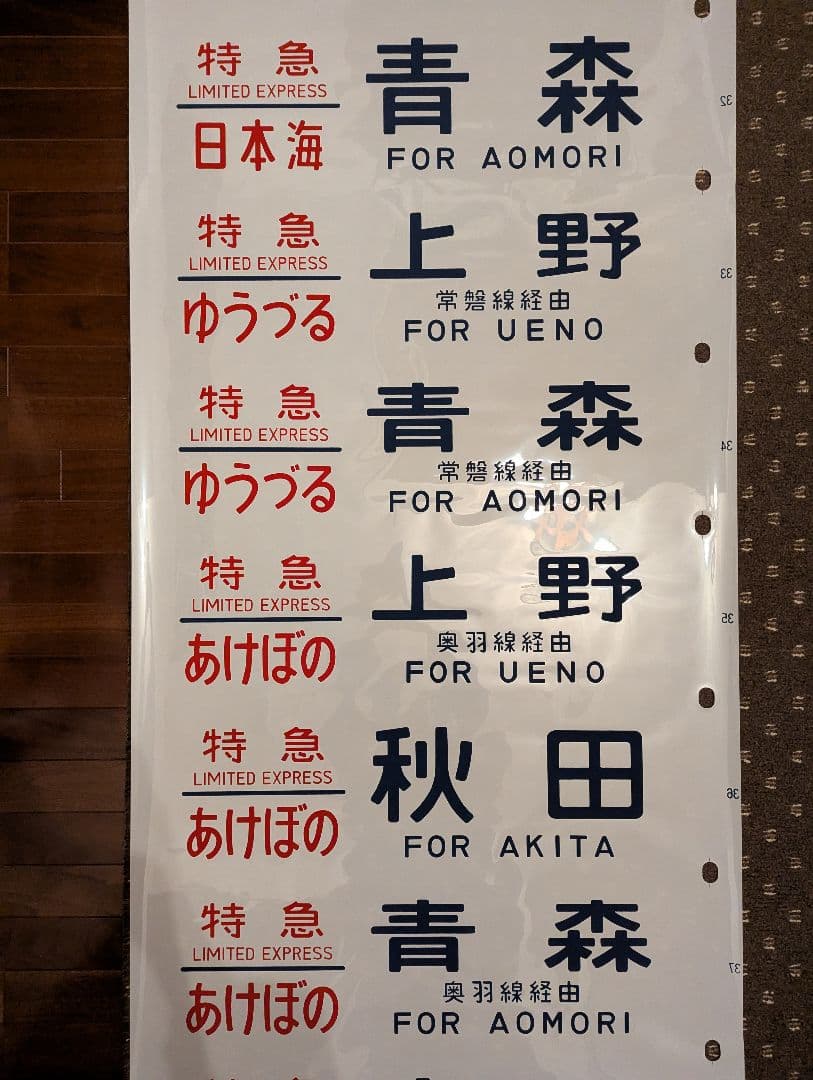 特急 青森
LIMITED EXPRESS
日本海 FOR AOMORI
32
特急 上野
LIMITED EXPRESS
常磐線経由
ゆうづる FOR UENO
33
特急 青森
LIMITED EXPRESS
常磐線経由
ゆうづる FOR AOMORI
34
特急 上野
LIMITED EXPRESS
奥羽線経由
あけぼの FOR UENO
35
特急 秋田
LIMITED EXPRESS
あけぼの FOR AKITA
36
特急 青森
LIMITED EXPRESS
奥羽線経由
あけぼの FOR AOMORI
37